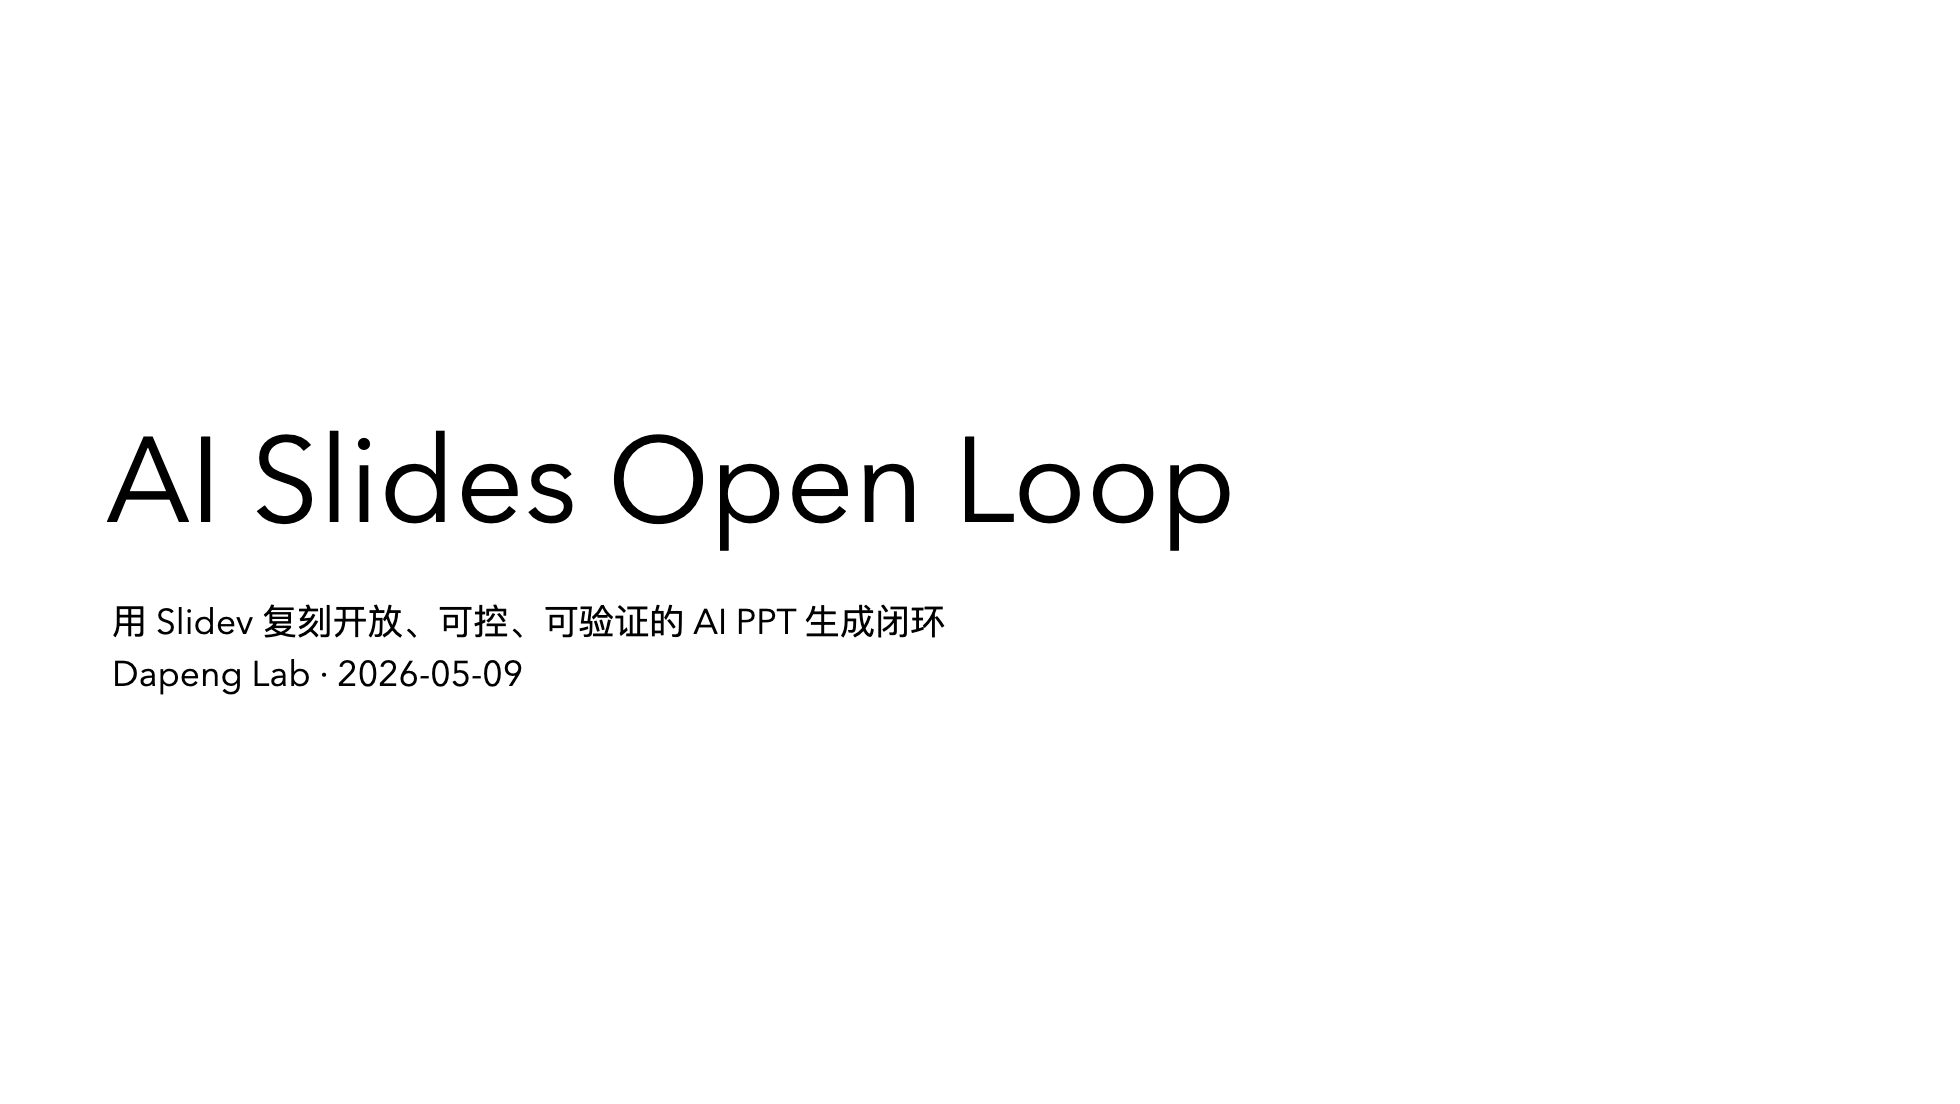 AI Slides Open Loop
用 Slidev 复刻开放、可控、可验证的 AI PPT 生成闭环
Dapeng Lab · 2026-05-09